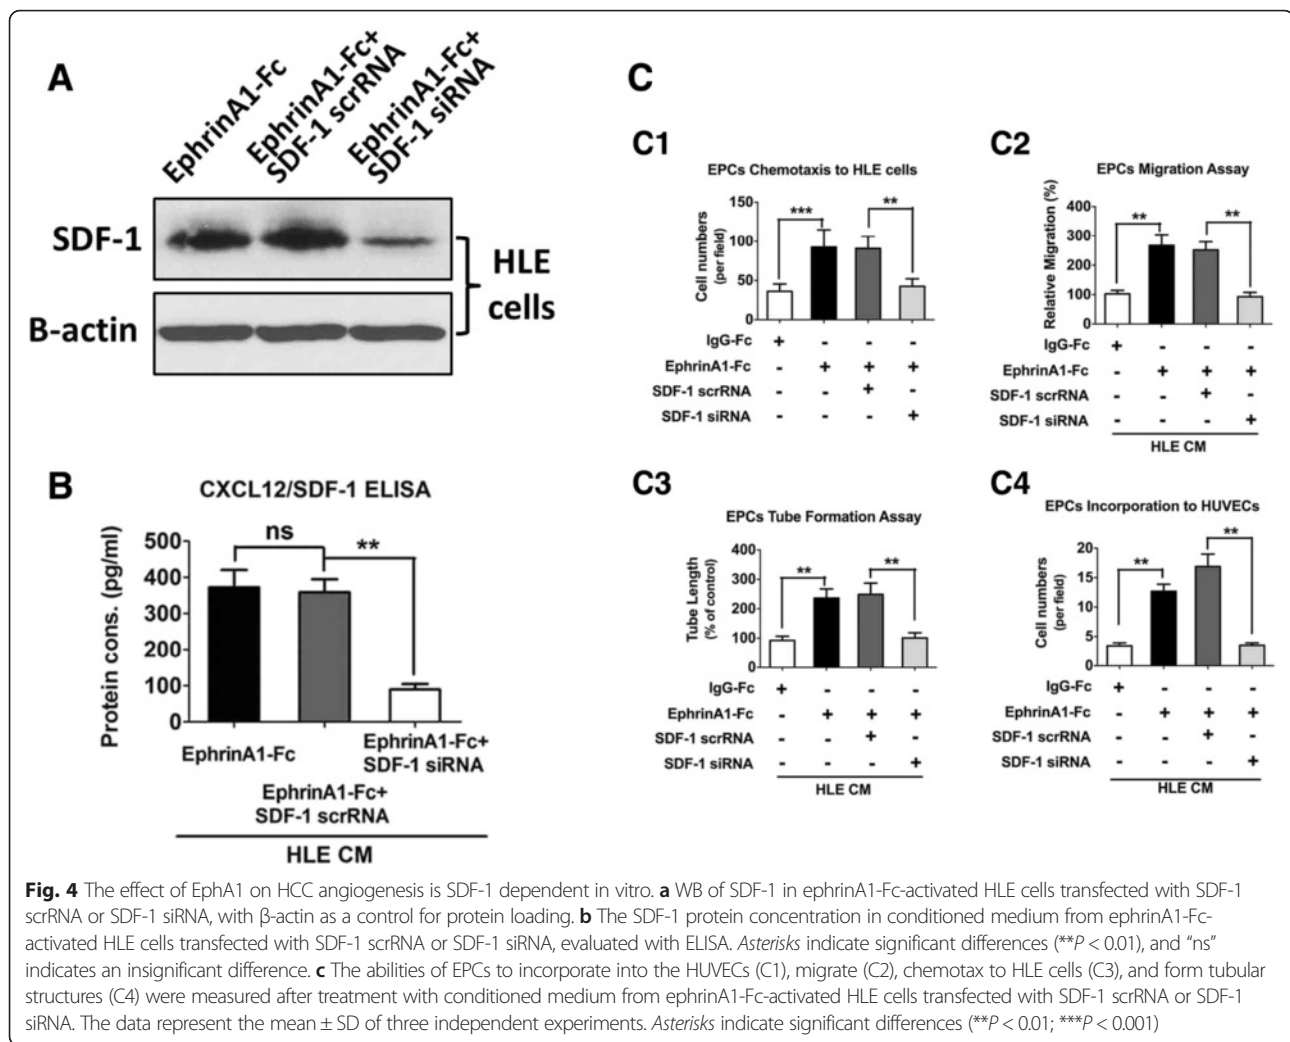 A
EphrinA1-Fc
EphrinA1-Fc+
SDF-1 scrRNA
EphrinA1-Fc+
SDF-1 siRNA
SDF-1
B-actin
HLE
cells
B
CXCL12/SDF-1 ELISA
Protein cons. (pg/ml)
500
400
300
200
100
0
ns
**
EphrinA1-Fc
EphrinA1-Fc+
SDF-1 siRNA
EphrinA1-Fc+
SDF-1 scrRNA
HLE CM
C
C1
EPCs Chemotaxis to HLE cells
Cell numbers
(per field)
150
100
50
0
***
**
IgG-Fc + - - -
EphrinA1-Fc - + + +
SDF-1 scrRNA - - + -
SDF-1 siRNA - - - +
C2
EPCs Migration Assay
Relative Migration (%)
400
300
200
100
0
**
**
IgG-Fc + - - -
EphrinA1-Fc - + + +
SDF-1 scrRNA - - + -
SDF-1 siRNA - - - +
HLE CM
C3
EPCs Tube Formation Assay
Tube Length
(% of control)
400
300
200
100
0
**
**
IgG-Fc + - - -
EphrinA1-Fc - + + +
SDF-1 scrRNA - - + -
SDF-1 siRNA - - - +
HLE CM
C4
EPCs Incorporation to HUVECs
Cell numbers
(per field)
20
15
10
5
0
**
**
IgG-Fc + - - -
EphrinA1-Fc - + + +
SDF-1 scrRNA - - + -
SDF-1 siRNA - - - +
HLE CM
Fig. 4 The effect of EphA1 on HCC angiogenesis is SDF-1 dependent in vitro. a WB of SDF-1 in ephrinA1-Fc-activated HLE cells transfected with SDF-1
scrRNA or SDF-1 siRNA, with β-actin as a control for protein loading. b The SDF-1 protein concentration in conditioned medium from ephrinA1-Fc-
activated HLE cells transfected with SDF-1 scrRNA or SDF-1 siRNA, evaluated with ELISA. Asterisks indicate significant differences (**P < 0.01), and “ns”
indicates an insignificant difference. c The abilities of EPCs to incorporate into the HUVECs (C1), migrate (C2), chemotax to HLE cells (C3), and form tubular
structures (C4) were measured after treatment with conditioned medium from ephrinA1-Fc-activated HLE cells transfected with SDF-1 scrRNA or SDF-1
siRNA. The data represent the mean ± SD of three independent experiments. Asterisks indicate significant differences (**P < 0.01; ***P < 0.001)